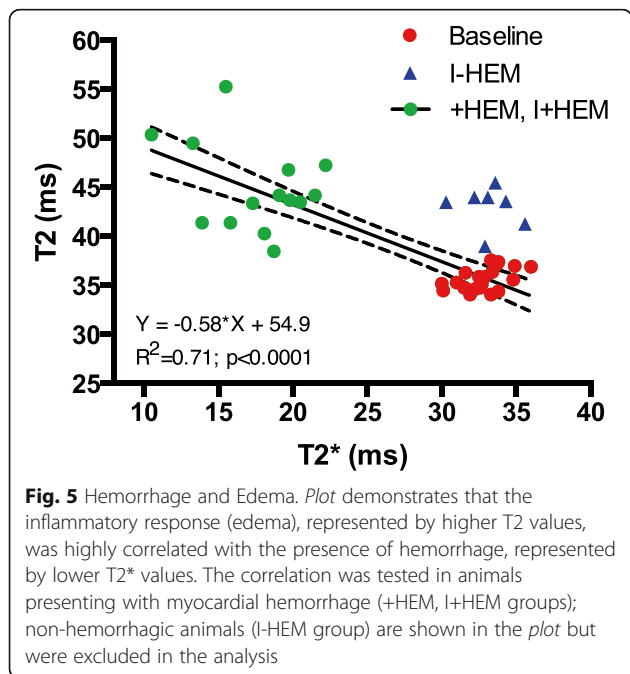 60
55
50
45
40
35
30
25
T2 (ms)
Baseline
I-HEM
+HEM, I+HEM
Y = -0.58*X + 54.9
R²=0.71; p<0.0001
10 15 20 25 30 35 40
T2* (ms)
Fig. 5 Hemorrhage and Edema. Plot demonstrates that the
inflammatory response (edema), represented by higher T2 values,
was highly correlated with the presence of hemorrhage, represented
by lower T2* values. The correlation was tested in animals
presenting with myocardial hemorrhage (+HEM, I+HEM groups);
non-hemorrhagic animals (I-HEM group) are shown in the plot but
were excluded in the analysis